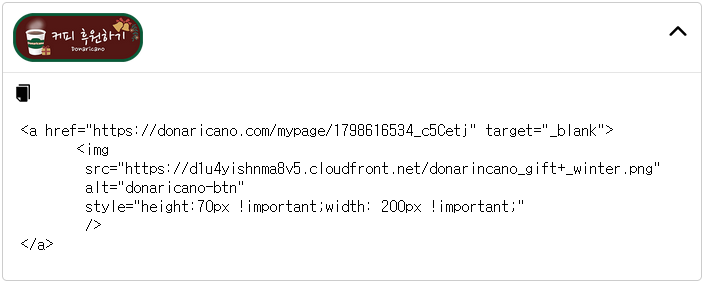 커피 후원하기
Donaricano
<a href="https://donaricano.com/mypage/1798616534_c5Cetj" target="_blank">
<img
src="https://d1u4yishnma8v5.cloudfront.net/donarincano_gift+_winter.png"
alt="donaricano-btn"
style="height:70px !important;width: 200px !important;"
/>
</a>